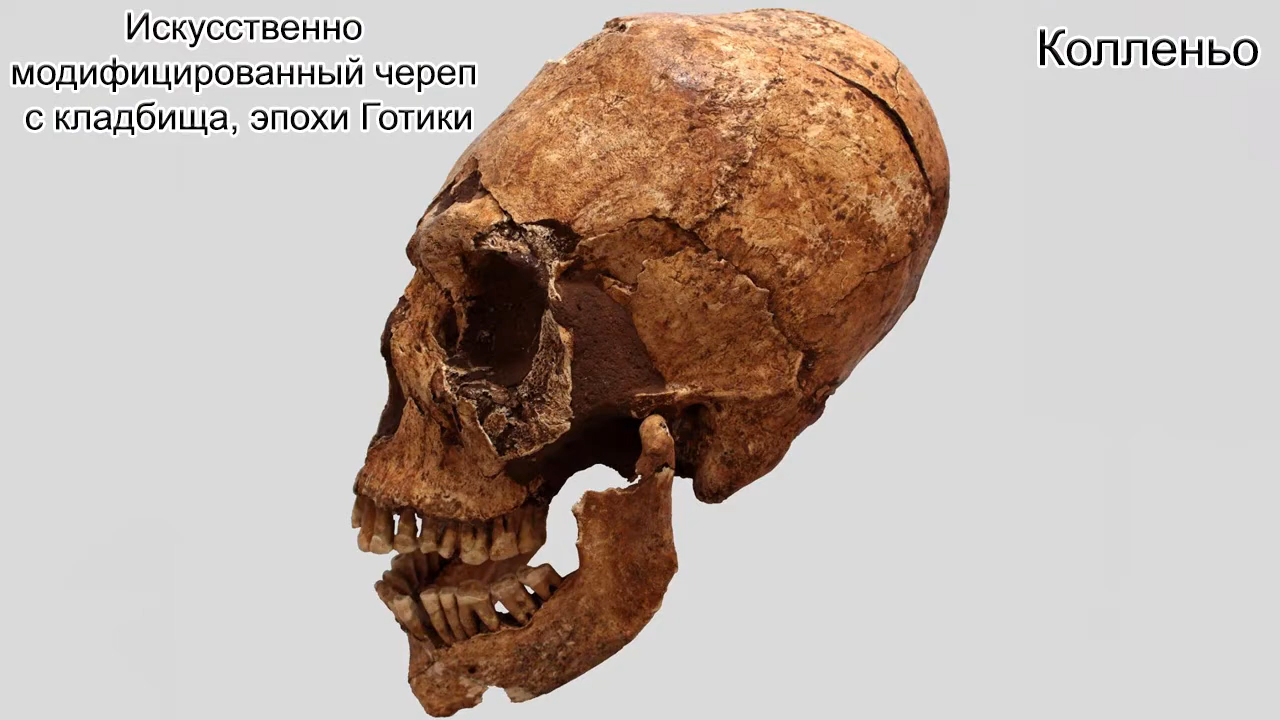 Искусственно
модифицированный череп
с кладбища, эпохи Готики
Колленьо